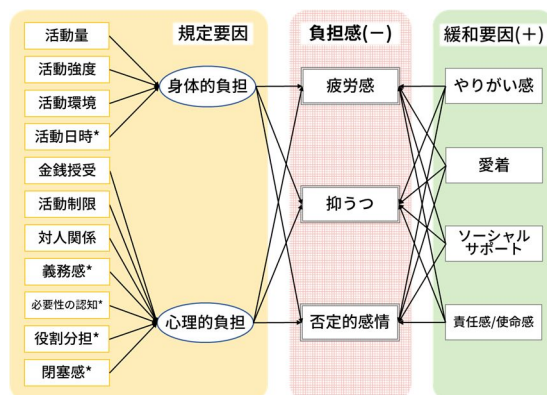 規定要因
活動量
活動強度
活動環境
活動日時*
金銭授受
活動制限
対人関係
義務感*
必要性の認知*
役割分担*
閉塞感*
身体的負担
心理的負担
負担感(−)
疲労感
抑うつ
否定的感情
緩和要因(+)
やりがい感
愛着
ソーシャル
サポート
責任感/使命感